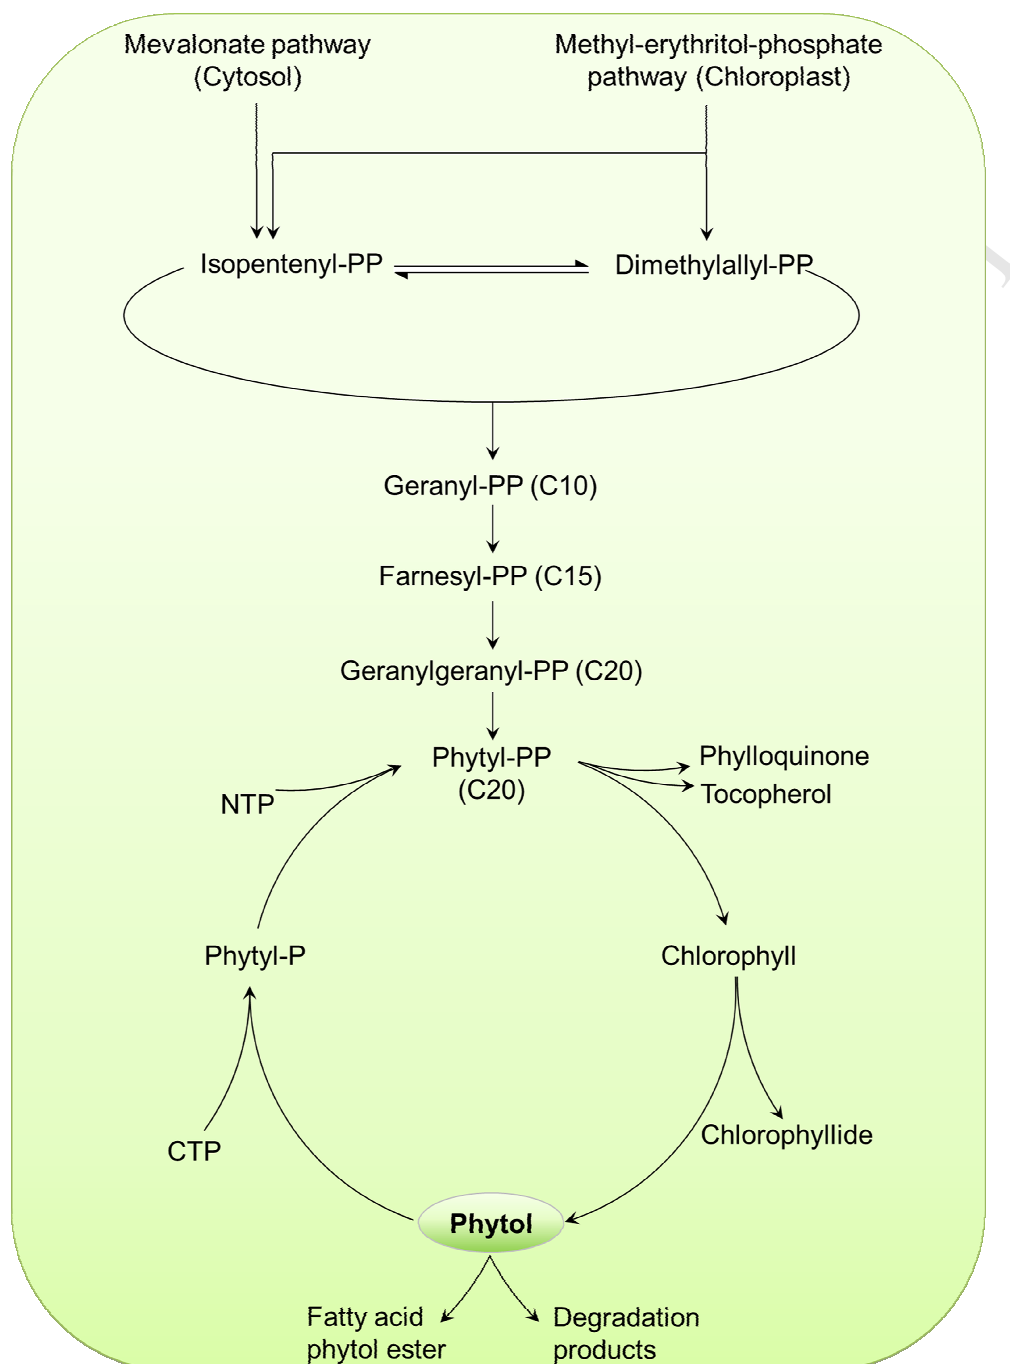 Mevalonate pathway
(Cytosol)
Methyl-erythritol-phosphate
pathway (Chloroplast)
Isopentenyl-PP
Dimethylallyl-PP
Geranyl-PP (C10)
Farnesyl-PP (C15)
Geranylgeranyl-PP (C20)
Phytyl-PP
(C20)
Phylloquinone
Tocopherol
NTP
Phytyl-P
Chlorophyll
CTP
Chlorophyllide
Phytol
Fatty acid
phytol ester
Degradation
products